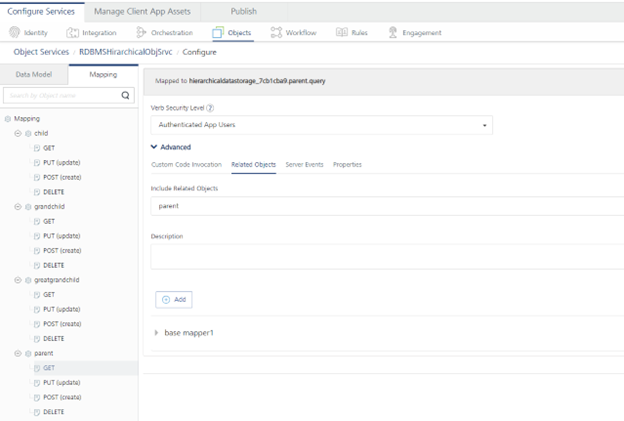 Configure Services
Manage Client App Assets
Publish
Identity
Integration
Orchestration
Objects
Workflow
Rules
Engagement
Object Services / RDBMSHirarchicalObjSrvc / Configure
Data Model
Mapping
Search by Object name
Mapping
child
GET
PUT (update)
POST (create)
DELETE
grandchild
GET
PUT (update)
POST (create)
DELETE
greatgrandchild
GET
PUT (update)
POST (create)
DELETE
parent
GET
PUT (update)
POST (create)
DELETE
Mapped to hierarchicaldatastorage_7cb1cba9.parent.query
Verb Security Level ?
Authenticated App Users
Advanced
Custom Code Invocation
Related Objects
Server Events
Properties
Include Related Objects
parent
Description
Add
base mapper1